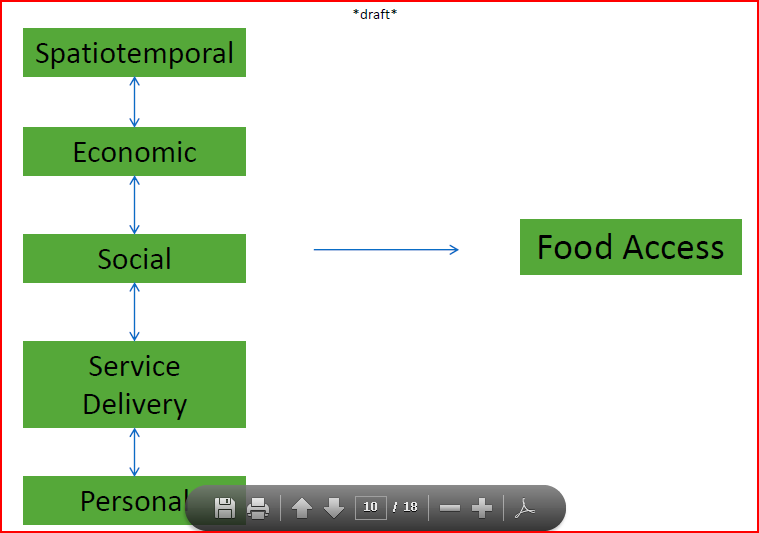 *draft*
Spatiotemporal
Economic
Social
Food Access
Service
Delivery
Personal
10 / 18